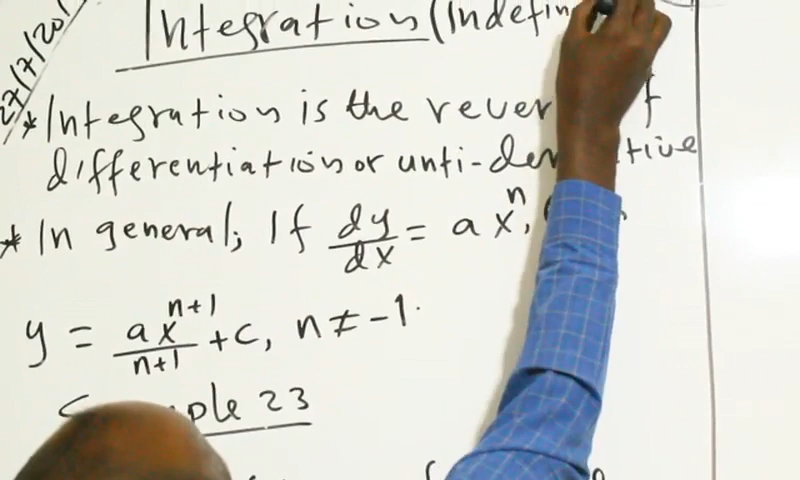 27/7/20
Integration (Indefin
* Integration is the rever f
differentiation or unti-der tive
* In general; If dy/dx = ax^n,
y = ax^(n+1)/(n+1) + c, n ≠ -1.
ple 23